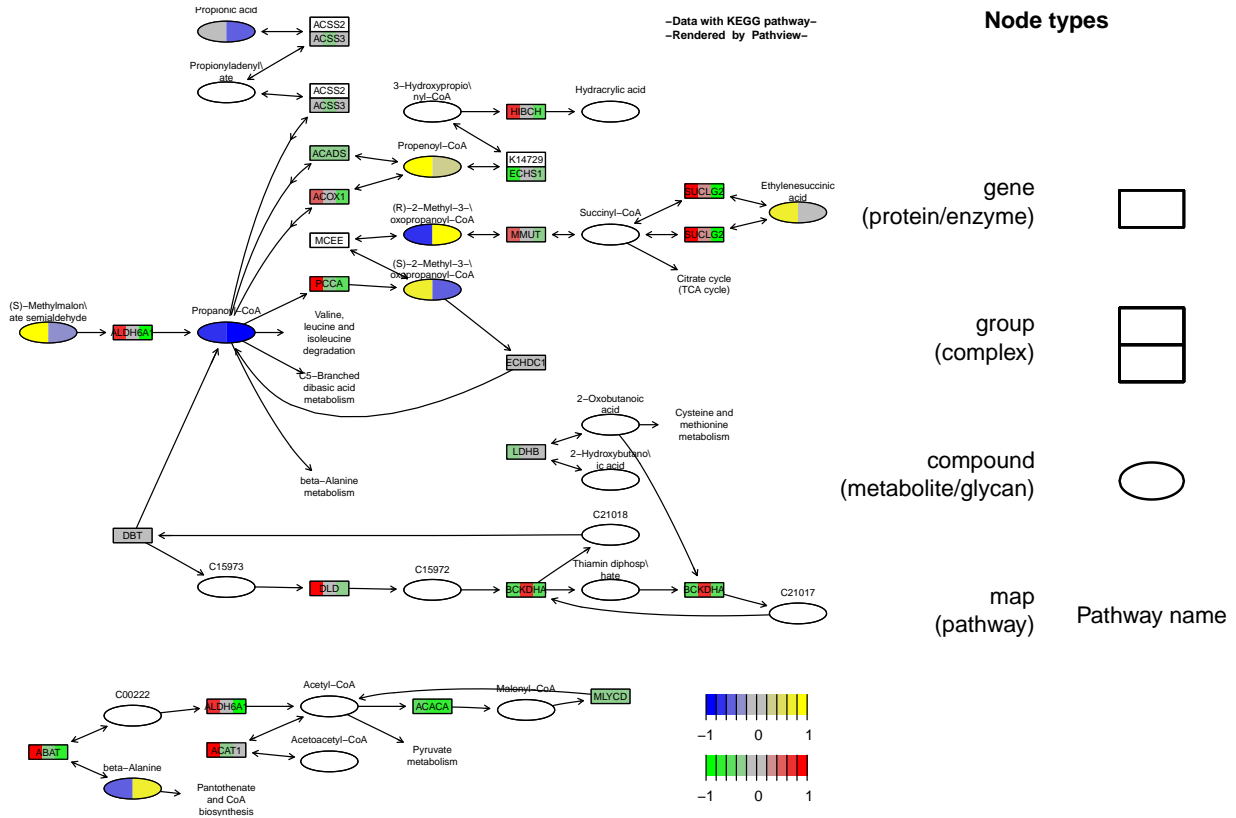 Propionic acid
ACSS2
ACSS3
−Data with KEGG pathway−
−Rendered by Pathview−
Node types
Propionyladenyl\
ate
ACSS2
ACSS3
3−Hydroxypropio\
nyl−CoA
HIBCH
Hydracrylic acid
ACADS
Propenoyl−CoA
K14729
ECHS1
ACOX1
SUCLG2
Ethylenesuccinic
acid
(R)−2−Methyl−3−\
oxopropanoyl−CoA
Succinyl−CoA
MCEE
MMUT
SUCLG2
gene
(protein/enzyme)
(S)−2−Methyl−3−\
oxopropanoyl−CoA
Citrate cycle
(TCA cycle)
PCCA
(S)−Methylmalon\
ate semialdehyde
ALDH6A1
Propanoyl−CoA
Valine,
leucine and
isoleucine
degradation
group
(complex)
ECHDC1
C5−Branched
dibasic acid
metabolism
2−Oxobutanoic
acid
Cysteine and
methionine
metabolism
LDHB
2−Hydroxybutano\
ic acid
compound
(metabolite/glycan)
beta−Alanine
metabolism
DBT
C21018
C15973
DLD
C15972
BCKDHA
Thiamin diphosp\
hate
BCKDHA
C21017
map
(pathway)
Pathway name
C00222
ALDH6A1
Acetyl−CoA
ACACA
Malonyl−CoA
MLYCD
ABAT
ACAT1
Acetoacetyl−CoA
Pyruvate
metabolism
−1 0 1
beta−Alanine
Pantothenate
and CoA
biosynthesis
−1 0 1